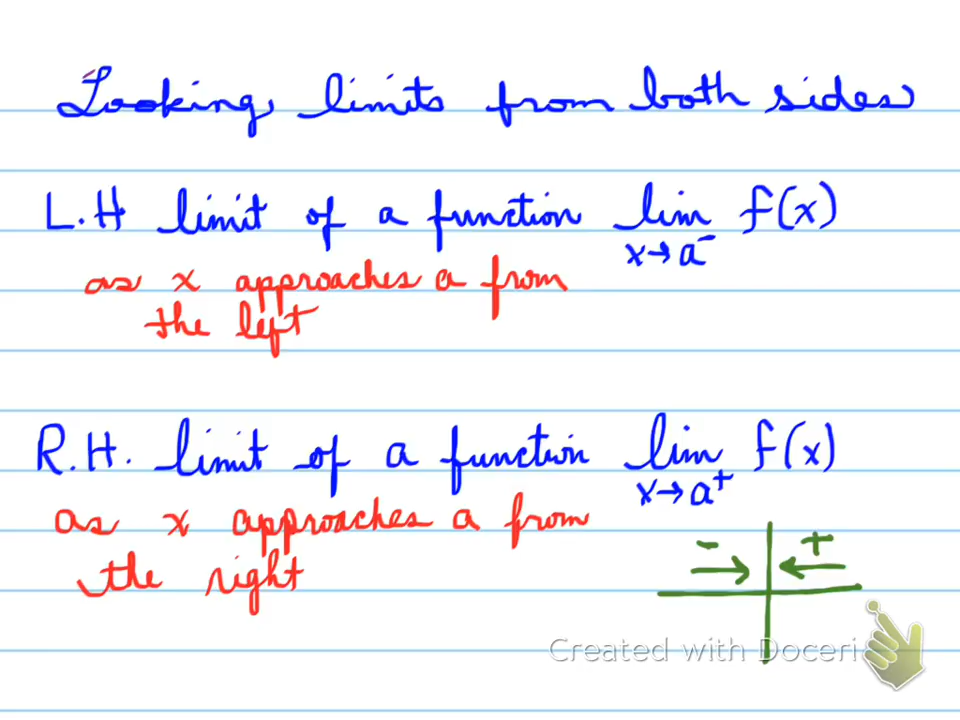 Looking limits from both sides
L.H limit of a function lim f(x)
x→a⁻
as x approaches a from
the left
R.H. limit of a function lim f(x)
x→a⁺
as x approaches a from
the right
- +
Created with Doceri